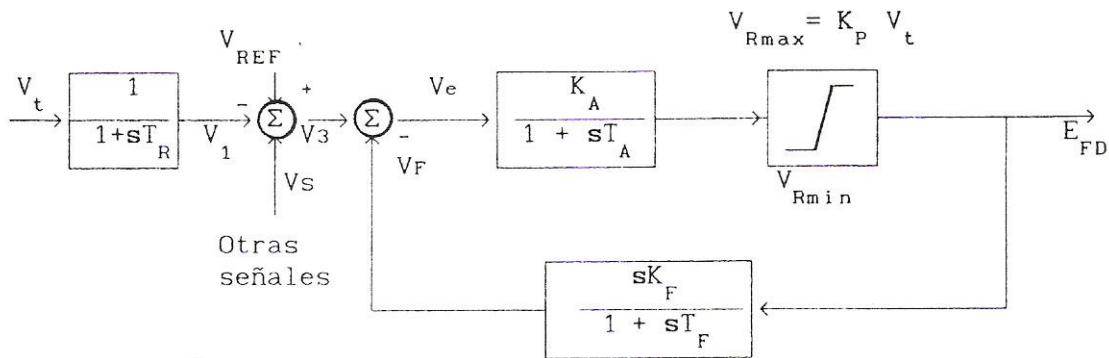 V_Rmax = K_P V_t
V_REF
V_t
1
1+sT_R
V_1
-
+
Σ
V3
Vs
Otras
señales
Σ
-
V_F
Ve
K_A
1 + sT_A
V_Rmin
E_FD
sK_F
1 + sT_F